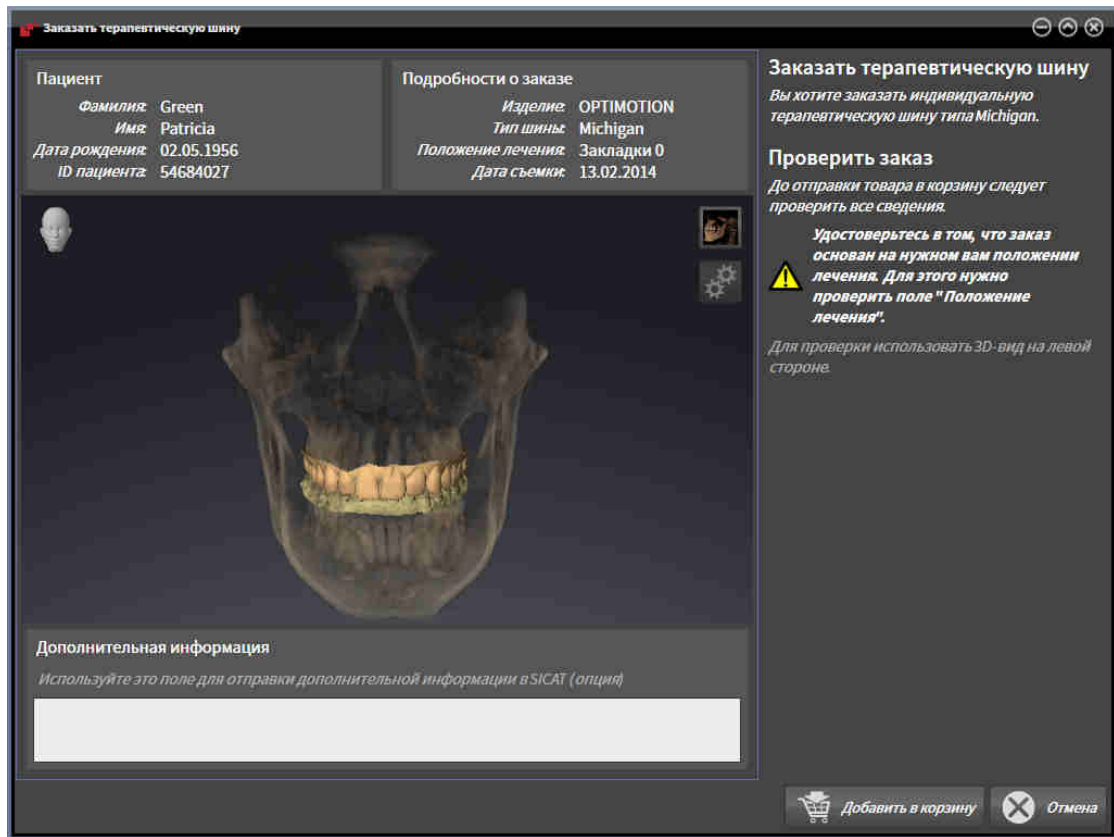 Заказать терапевтическую шину
Пациент
Фамилия: Green
Имя: Patricia
Дата рождения: 02.05.1956
ID пациента: 54684027
Подробности о заказе
Изделие: OPTIMOTION
Тип шины: Michigan
Положение лечения: Закладки 0
Дата съемки: 13.02.2014
Дополнительная информация
Используйте это поле для отправки дополнительной информации в SICAT (опция)
Заказать терапевтическую шину
Вы хотите заказать индивидуальную
терапевтическую шину типа Michigan.
Проверить заказ
До отправки товара в корзину следует
проверить все сведения.
Удостоверьтесь в том, что заказ
основан на нужном вам положении
лечения. Для этого нужно
проверить поле "Положение
лечения".
Для проверки использовать 3D-вид на левой
стороне.
Добавить в корзину
Отмена